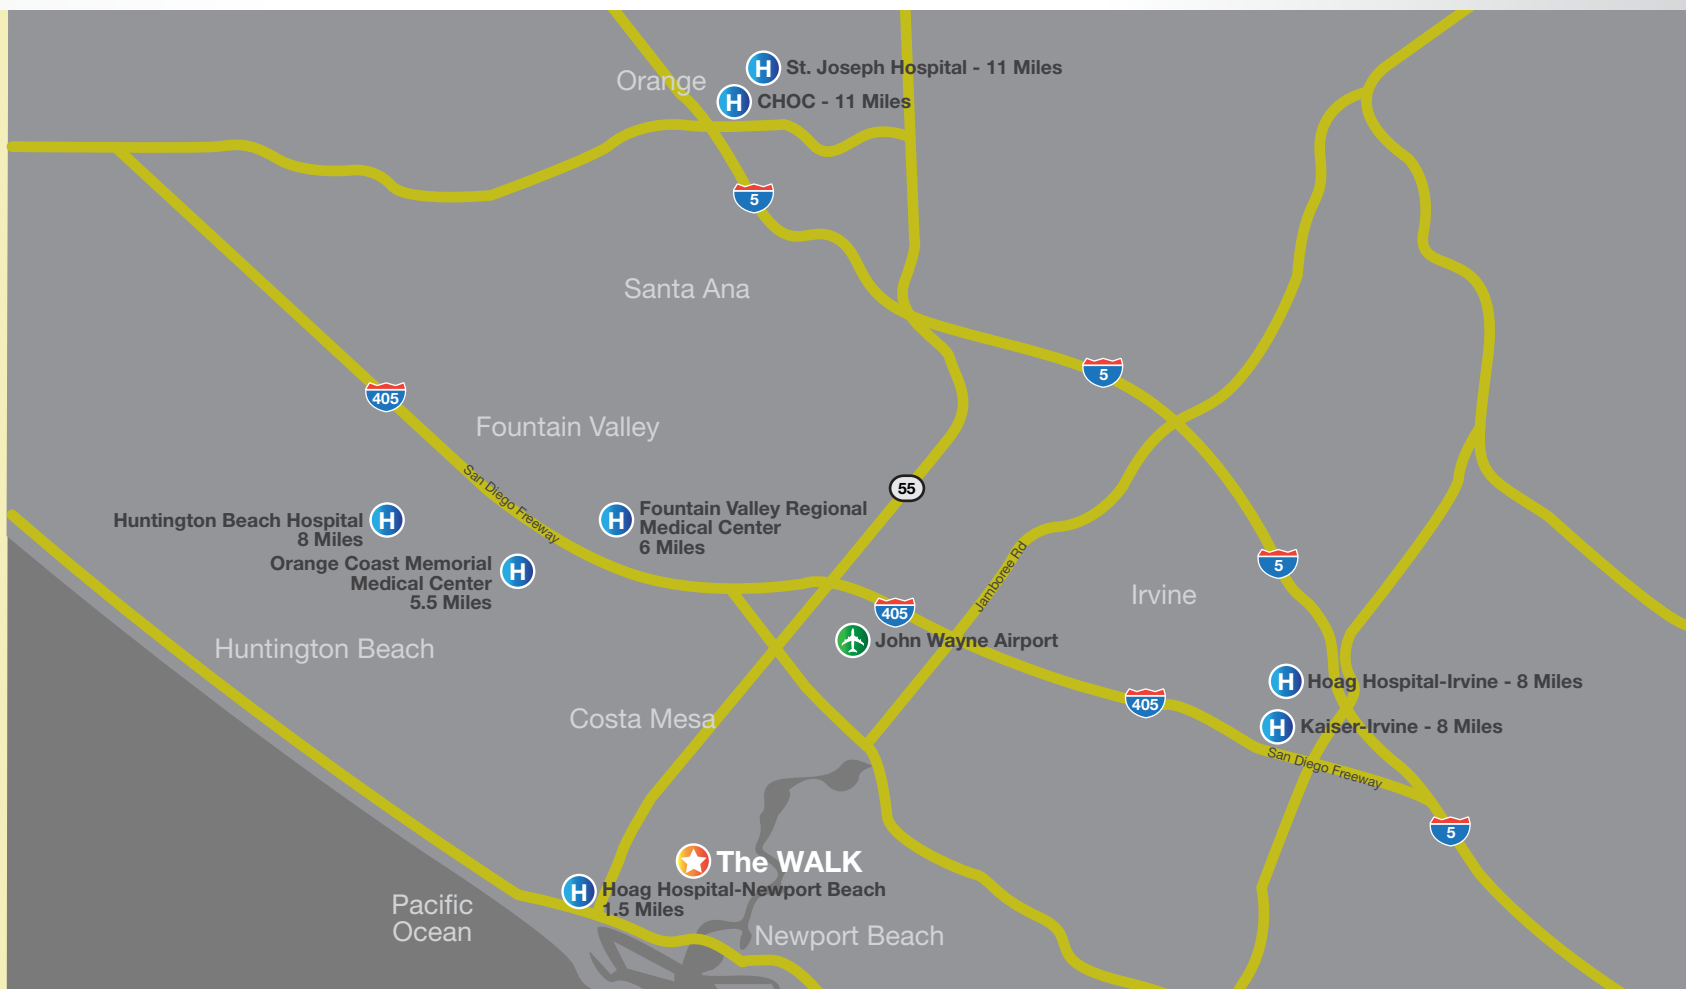 St. Joseph Hospital - 11 Miles
Orange
CHOC - 11 Miles
5
Santa Ana
5
405
Fountain Valley
San Diego Freeway
55
Fountain Valley Regional
Medical Center
6 Miles
Huntington Beach Hospital
8 Miles
Orange Coast Memorial
Medical Center
5.5 Miles
Jamboree Rd
5
Irvine
405
John Wayne Airport
Huntington Beach
Hoag Hospital-Irvine - 8 Miles
405
Costa Mesa
Kaiser-Irvine - 8 Miles
San Diego Freeway
5
The WALK
Hoag Hospital-Newport Beach
1.5 Miles
Pacific
Ocean
Newport Beach
H
H
H
H
H
H
H
H